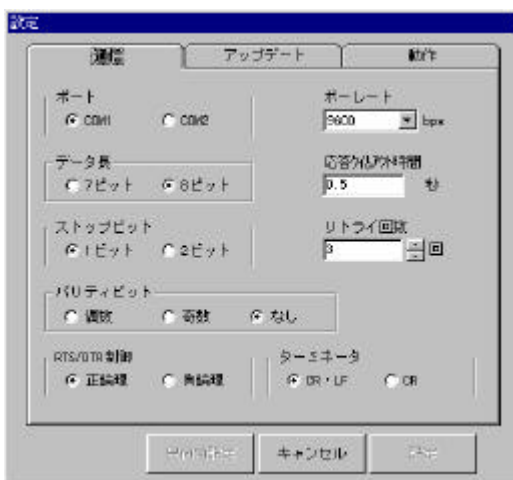 設定
通信 アップデート 動作
ポート ボーレート
COM1 COM2 9600 bps
データ長 応答タイムアウト時間
7ビット 8ビット 0.5 秒
ストップビット リトライ回数
1ビット 2ビット 3 回
パリティビット
偶数 奇数 なし
RTS/DTR制御 ターミネータ
正論理 負論理 CR・LF CR
キャンセル